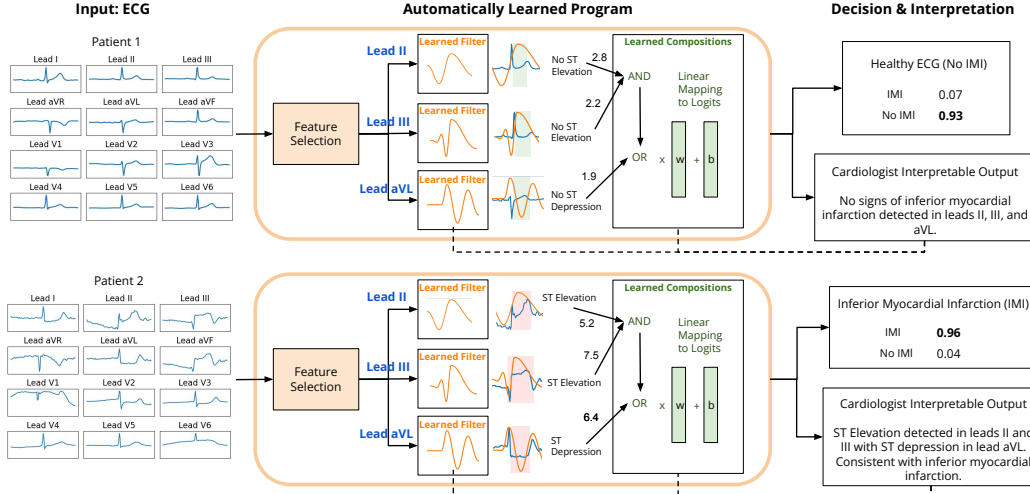 Input: ECG
Automatically Learned Program
Decision & Interpretation
Patient 1
Lead I
Lead II
Lead III
Lead aVR
Lead aVL
Lead aVF
Lead V1
Lead V2
Lead V3
Lead V4
Lead V5
Lead V6
Feature
Selection
Lead II
Lead III
Lead aVL
Learned Filter
Learned Filter
Learned Filter
No ST
Elevation
No ST
Elevation
No ST
Depression
2.8
2.2
1.9
Learned Compositions
AND
OR
Linear
Mapping
to Logits
x w + b
Healthy ECG (No IMI)
IMI 0.07
No IMI 0.93
Cardiologist Interpretable Output
No signs of inferior myocardial
infarction detected in leads II, III, and
aVL.
Patient 2
Lead I
Lead II
Lead III
Lead aVR
Lead aVL
Lead aVF
Lead V1
Lead V2
Lead V3
Lead V4
Lead V5
Lead V6
Feature
Selection
Lead II
Lead III
Lead aVL
Learned Filter
Learned Filter
Learned Filter
ST Elevation
ST Elevation
ST
Depression
5.2
7.5
6.4
Learned Compositions
AND
OR
Linear
Mapping
to Logits
x w + b
Inferior Myocardial Infarction (IMI)
IMI 0.96
No IMI 0.04
Cardiologist Interpretable Output
ST Elevation detected in leads II and
III with ST depression in lead aVL.
Consistent with inferior myocardial
infarction.